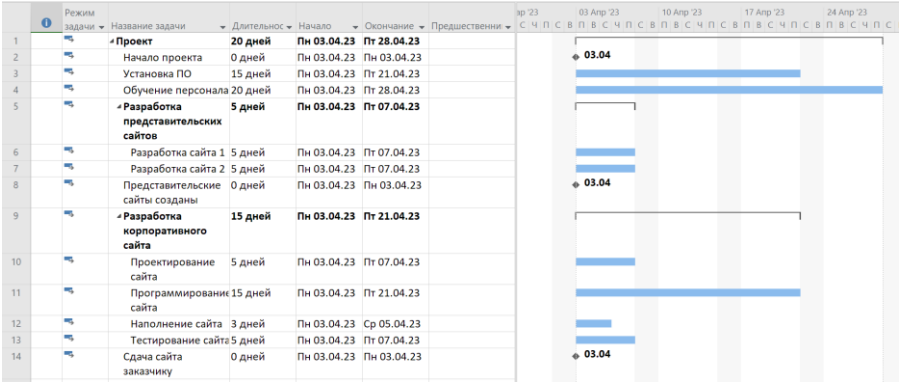 Режим
задачи Название задачи Длительнос Начало Окончание Предшественни
ар '23 03 Апр '23 10 Апр '23 17 Апр '23 24 Апр '23
С Ч П С В П В С Ч П С В П В С Ч П С В П В С Ч П С В П В С Ч П С
1 Проект 20 дней Пн 03.04.23 Пт 28.04.23
2 Начало проекта 0 дней Пн 03.04.23 Пн 03.04.23 03.04
3 Установка ПО 15 дней Пн 03.04.23 Пт 21.04.23
4 Обучение персонала 20 дней Пн 03.04.23 Пт 28.04.23
5 Разработка 5 дней Пн 03.04.23 Пт 07.04.23
представительских
сайтов
6 Разработка сайта 1 5 дней Пн 03.04.23 Пт 07.04.23
7 Разработка сайта 2 5 дней Пн 03.04.23 Пт 07.04.23
8 Представительские 0 дней Пн 03.04.23 Пн 03.04.23 03.04
сайты созданы
9 Разработка 15 дней Пн 03.04.23 Пт 21.04.23
корпоративного
сайта
10 Проектирование 5 дней Пн 03.04.23 Пт 07.04.23
сайта
11 Программирование 15 дней Пн 03.04.23 Пт 21.04.23
сайта
12 Наполнение сайта 3 дней Пн 03.04.23 Ср 05.04.23
13 Тестирование сайта 5 дней Пн 03.04.23 Пт 07.04.23
14 Сдача сайта 0 дней Пн 03.04.23 Пн 03.04.23 03.04
заказчику